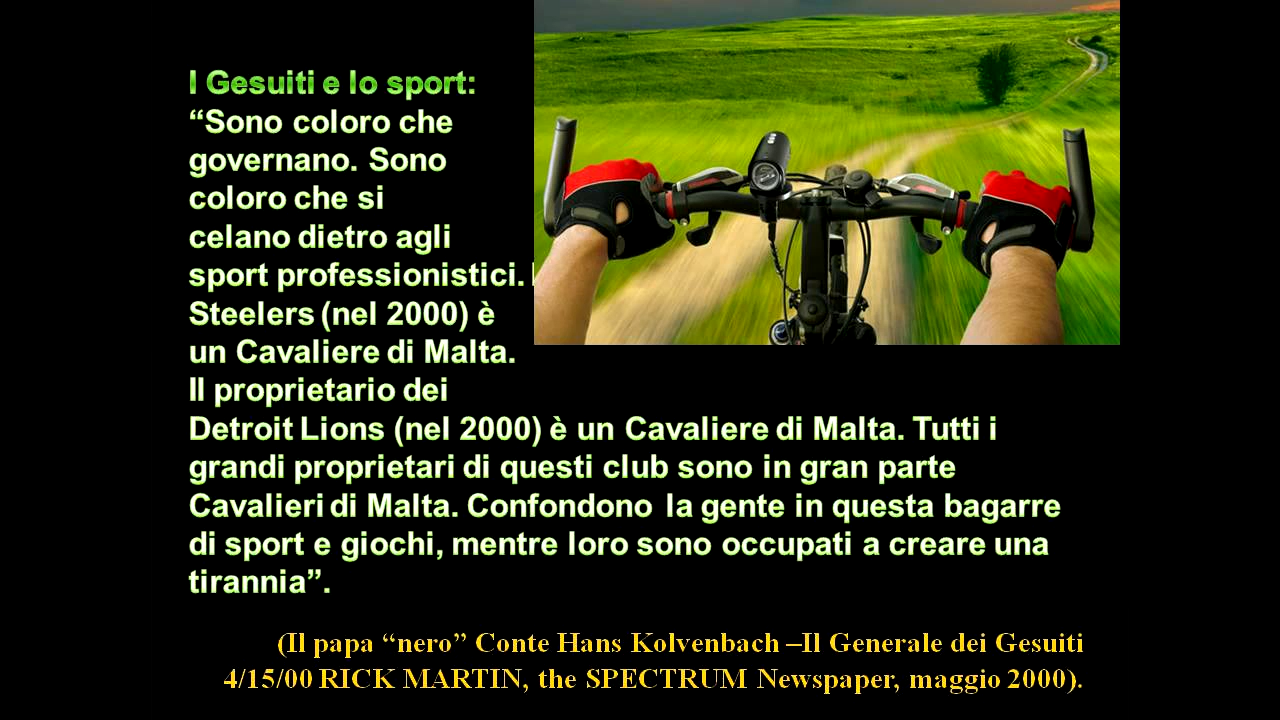 I Gesuiti e lo sport:
“Sono coloro che
governano. Sono
coloro che si
celano dietro agli
sport professionistici.
Steelers (nel 2000) è
un Cavaliere di Malta.
Il proprietario dei
Detroit Lions (nel 2000) è un Cavaliere di Malta. Tutti i
grandi proprietari di questi club sono in gran parte
Cavalieri di Malta. Confondono la gente in questa bagarre
di sport e giochi, mentre loro sono occupati a creare una
tirannia”.
(Il papa “nero” Conte Hans Kolvenbach –Il Generale dei Gesuiti
4/15/00 RICK MARTIN, the SPECTRUM Newspaper, maggio 2000).